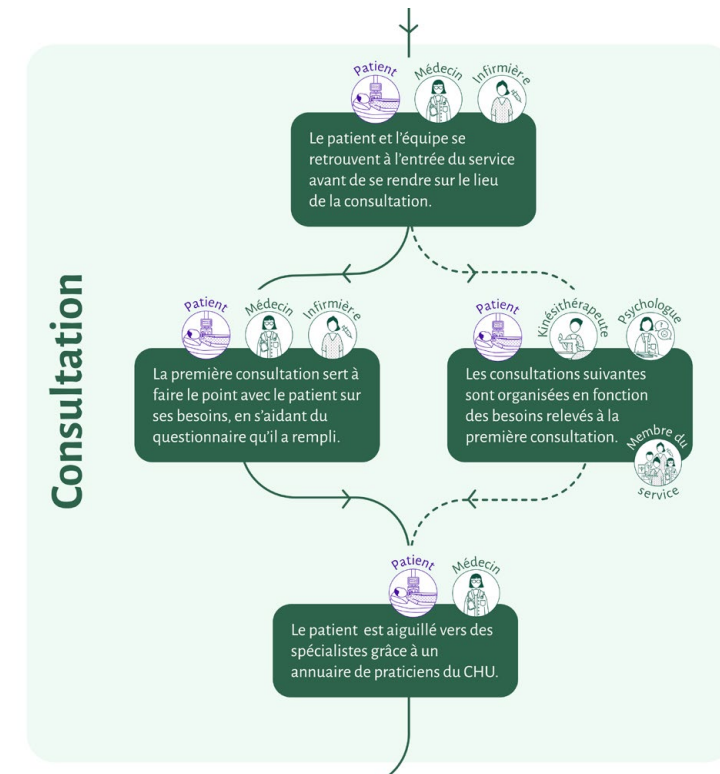 Consultation
Patient
Médecin
Infirmièr·e
Le patient et l'équipe se
retrouvent à l'entrée du service
avant de se rendre sur le lieu
de la consultation.
Patient
Médecin
Infirmièr·e
La première consultation sert à
faire le point avec le patient sur
ses besoins, en s'aidant du
questionnaire qu'il a rempli.
Patient
Kinésithérapeute
Psychologue
Les consultations suivantes
sont organisées en fonction
des besoins relevés à la
première consultation.
Membre du
service
Patient
Médecin
Le patient est aiguillé vers des
spécialistes grâce à un
annuaire de praticiens du CHU.